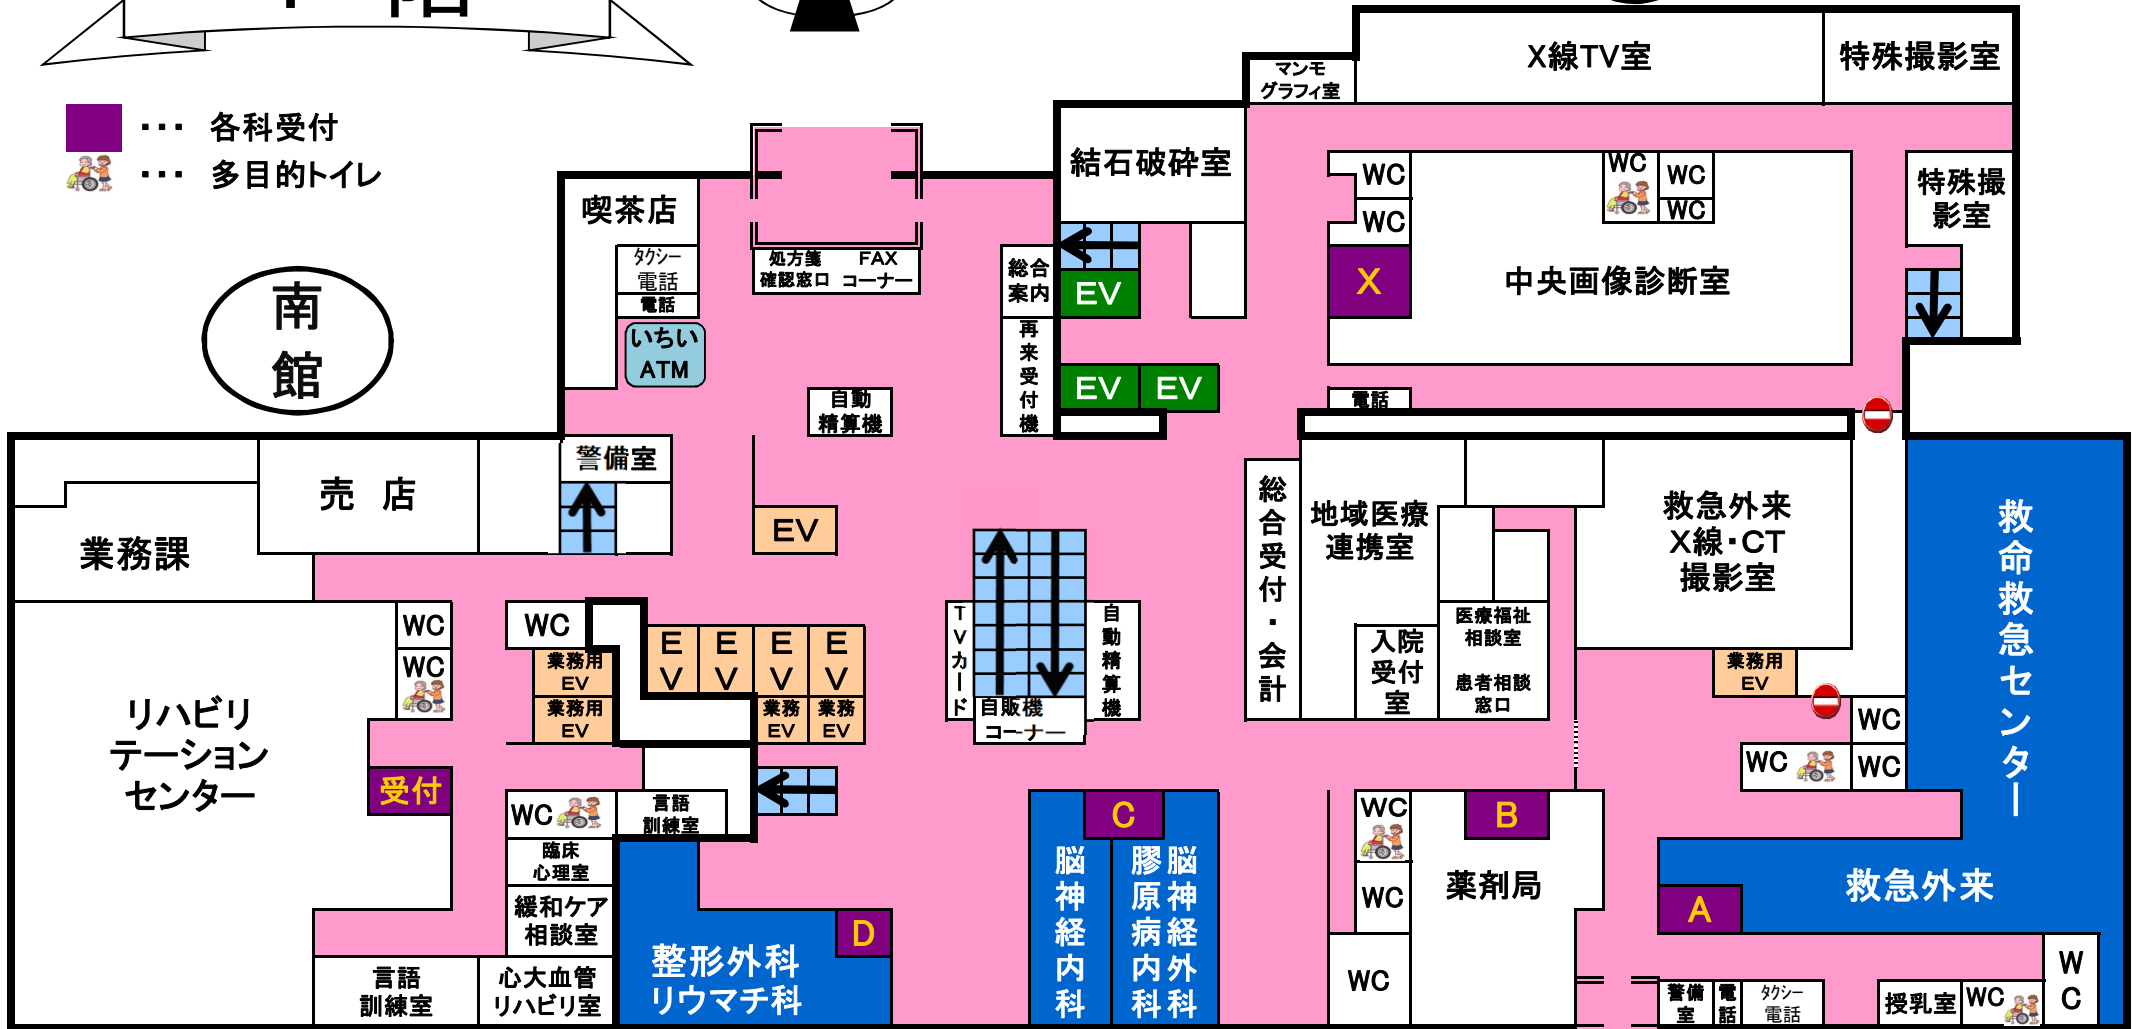 １ 階
・・・ 各科受付
・・・ 多目的トイレ
南
館
X線TV室
特殊撮影室
マンモ
グラフィ室
結石破砕室
WC
WC
WC
WC
WC
特殊撮
影室
X
中央画像診断室
電話
喫茶店
タクシー
電話
電話
いちい
ATM
処方箋
確認窓口
FAX
コーナー
総合
案内
再来受付機
EV
EV
EV
自動
精算機
警備室
売 店
業務課
EV
リハビリ
テーション
センター
WC
WC
受付
WC
業務用
EV
業務用
EV
EV
EV
EV
EV
業務
EV
業務
EV
TVカード
自動精算機
自販機
コーナー
総合受付・会計
地域医療
連携室
入院
受付
室
医療福祉
相談室
患者相談
窓口
救急外来
X線・CT
撮影室
業務用
EV
救命救急センター
WC
WC
WC
WC
言語
訓練室
臨床
心理室
緩和ケア
相談室
言語
訓練室
心大血管
リハビリ室
整形外科
リウマチ科
D
C
脳神経内科
膠原病内科
脳神経外科
WC
WC
WC
B
薬剤局
A
救急外来
警備
室
電
話
タクシー
電話
授乳室
WC
W
C